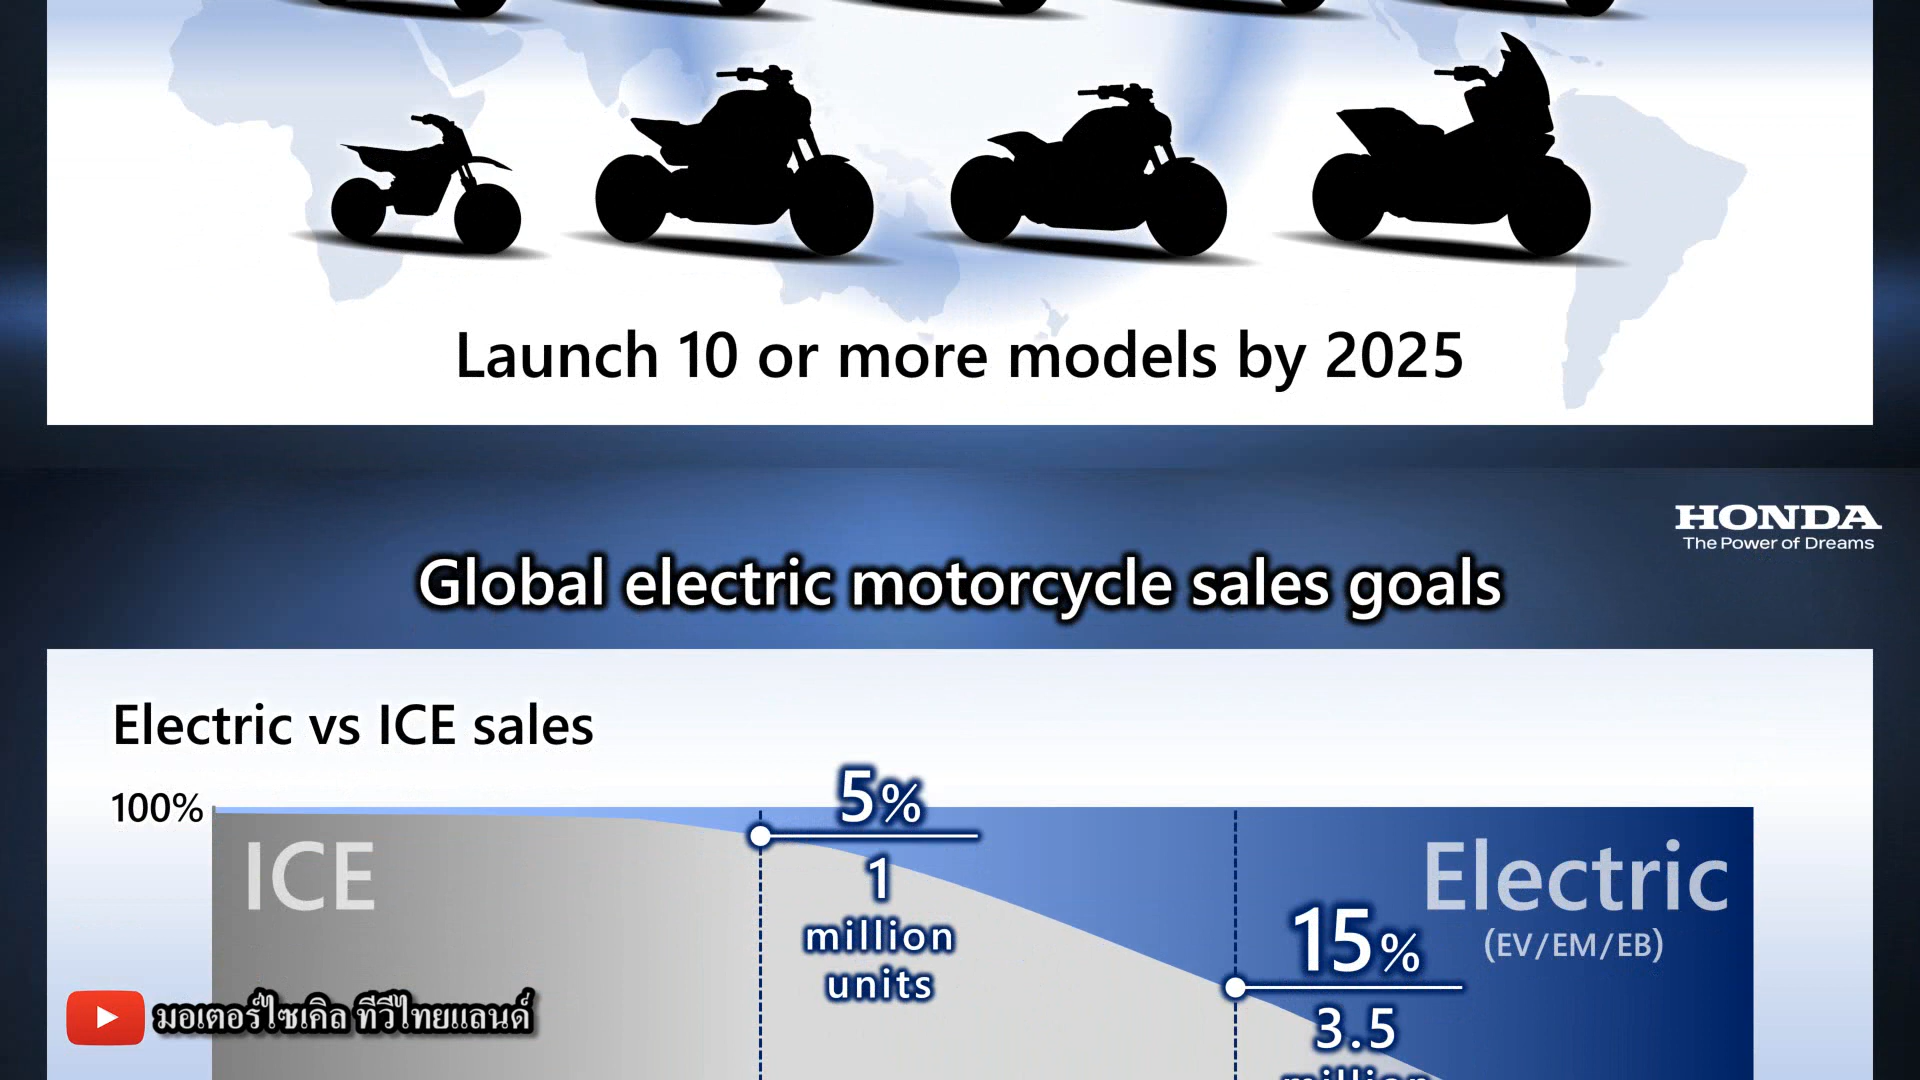 Launch 10 or more models by 2025
HONDA
The Power of Dreams
Global electric motorcycle sales goals
Electric vs ICE sales
100%
ICE
5%
1
million
units
Electric
(EV/EM/EB)
15%
3.5
million
มอเตอร์ไซเคิล ทีวีไทยแลนด์